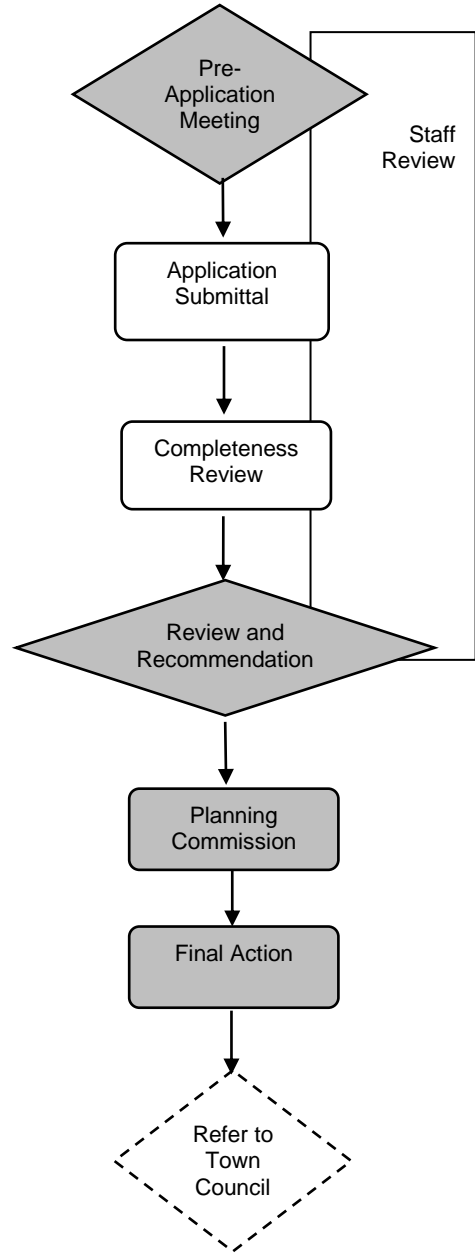 Pre-
Application
Meeting
Staff
Review
Application
Submittal
Completeness
Review
Review and
Recommendation
Planning
Commission
Final Action
Refer to
Town
Council